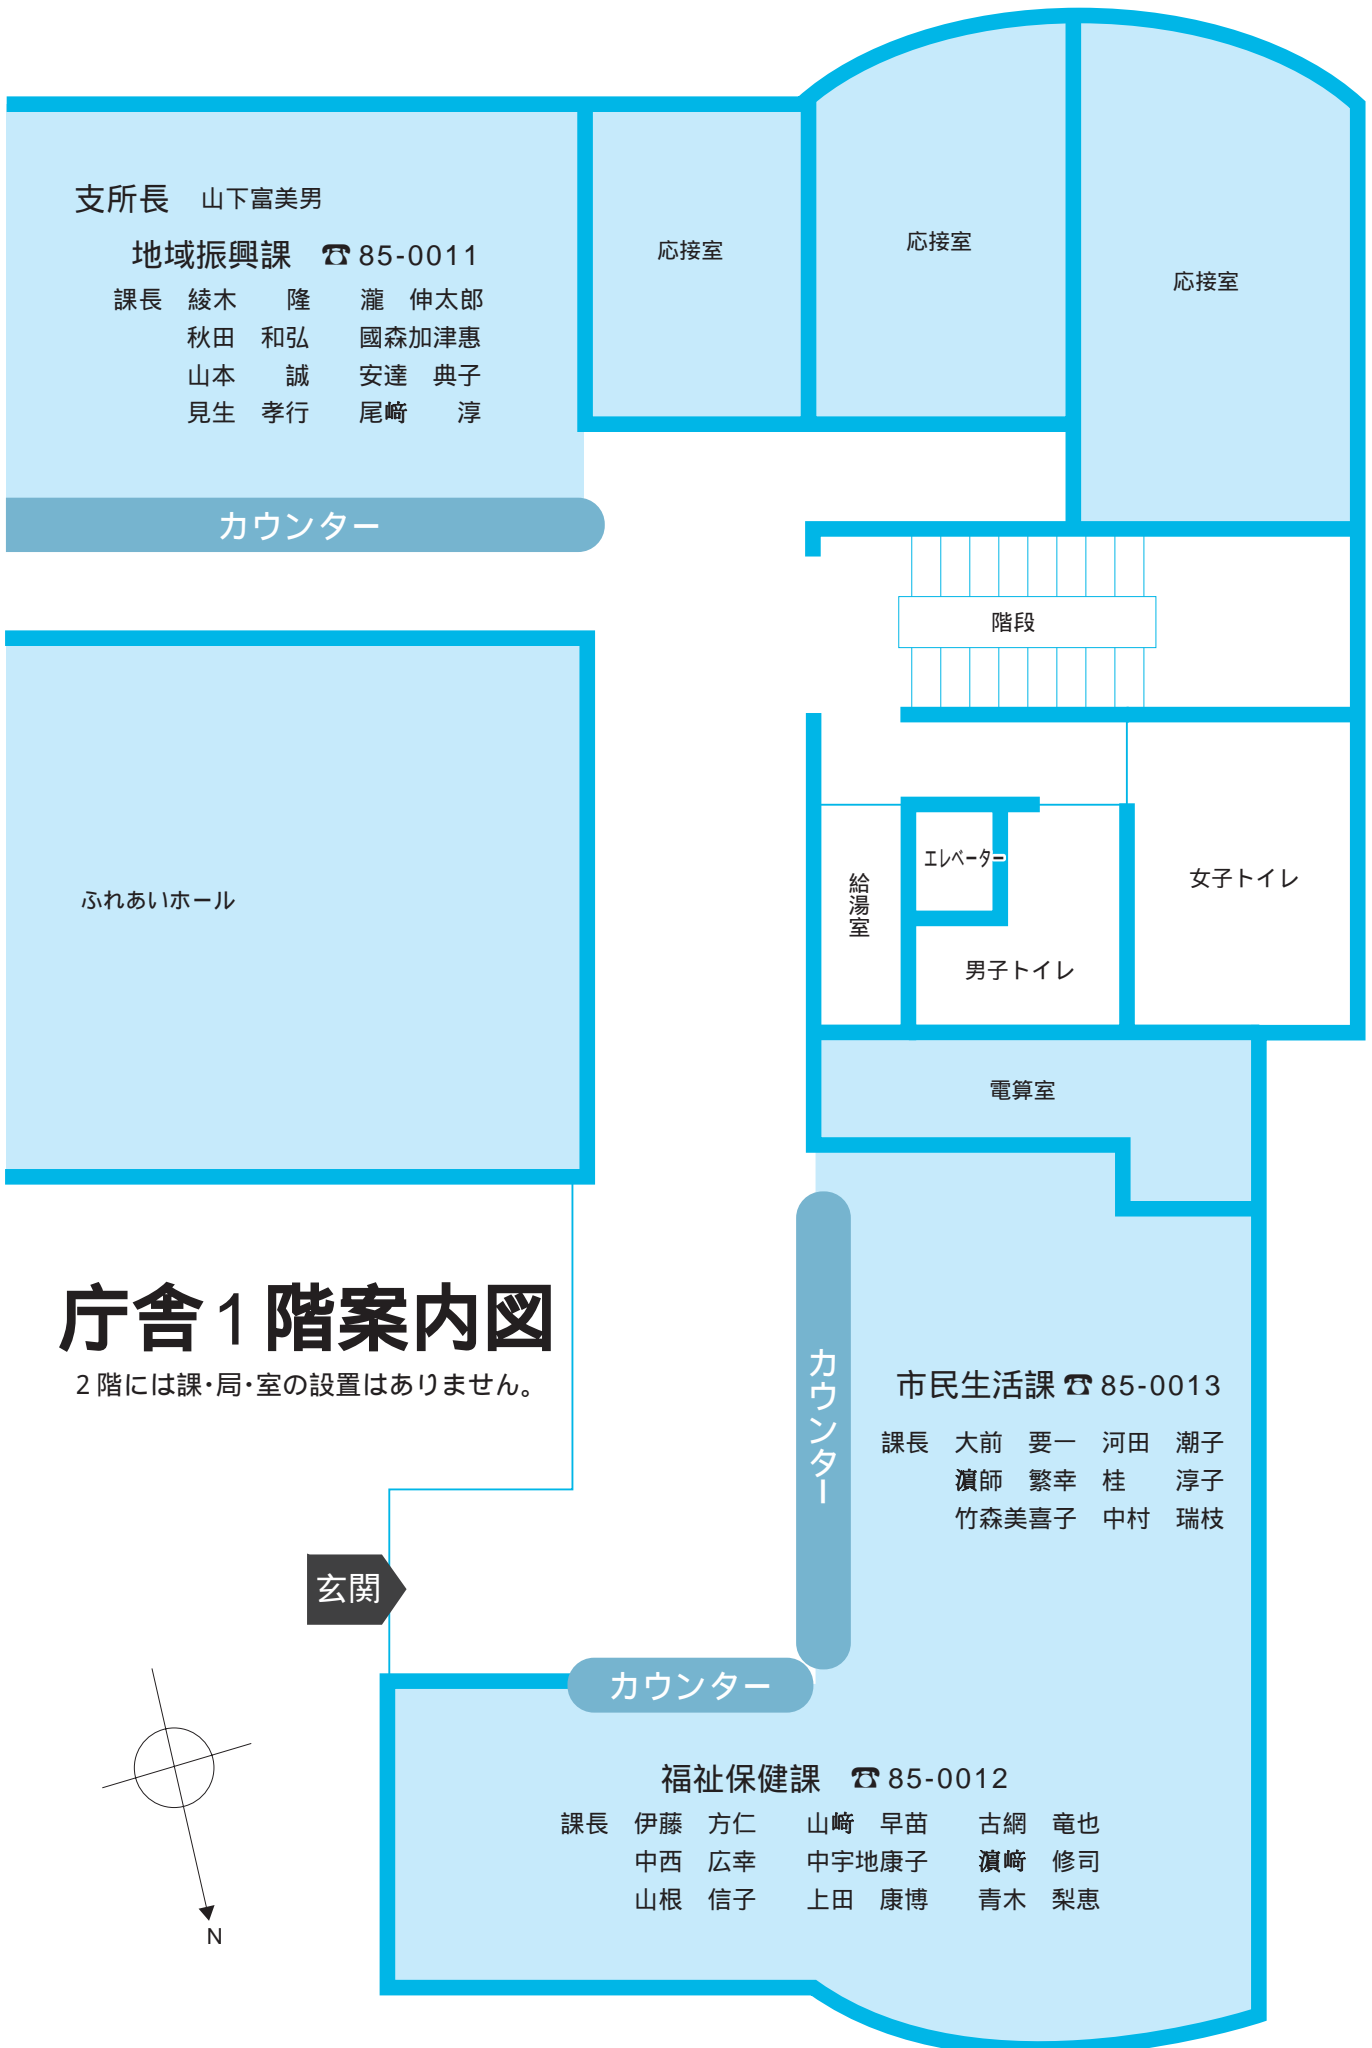 支所長　山下富美男
地域振興課　☎85-0011
課長　綾木　　隆　　瀧　伸太郎
秋田　和弘　　國森加津惠
山本　　誠　　安達　典子
見生　孝行　　尾﨑　　淳
カウンター
応接室
応接室
応接室
階段
ふれあいホール
エレベーター
給湯室
男子トイレ
女子トイレ
電算室
庁舎1階案内図
2階には課・局・室の設置はありません。
カウンター
市民生活課☎85-0013
課長　大前　要一　河田　潮子
濵師　繁幸　桂　　淳子
竹森美喜子　中村　瑞枝
玄関
カウンター
福祉保健課　☎85-0012
課長　伊藤　方仁　　山﨑　早苗　　古網　竜也
中西　広幸　　中宇地康子　　濵﨑　修司
山根　信子　　上田　康博　　青木　梨恵
N